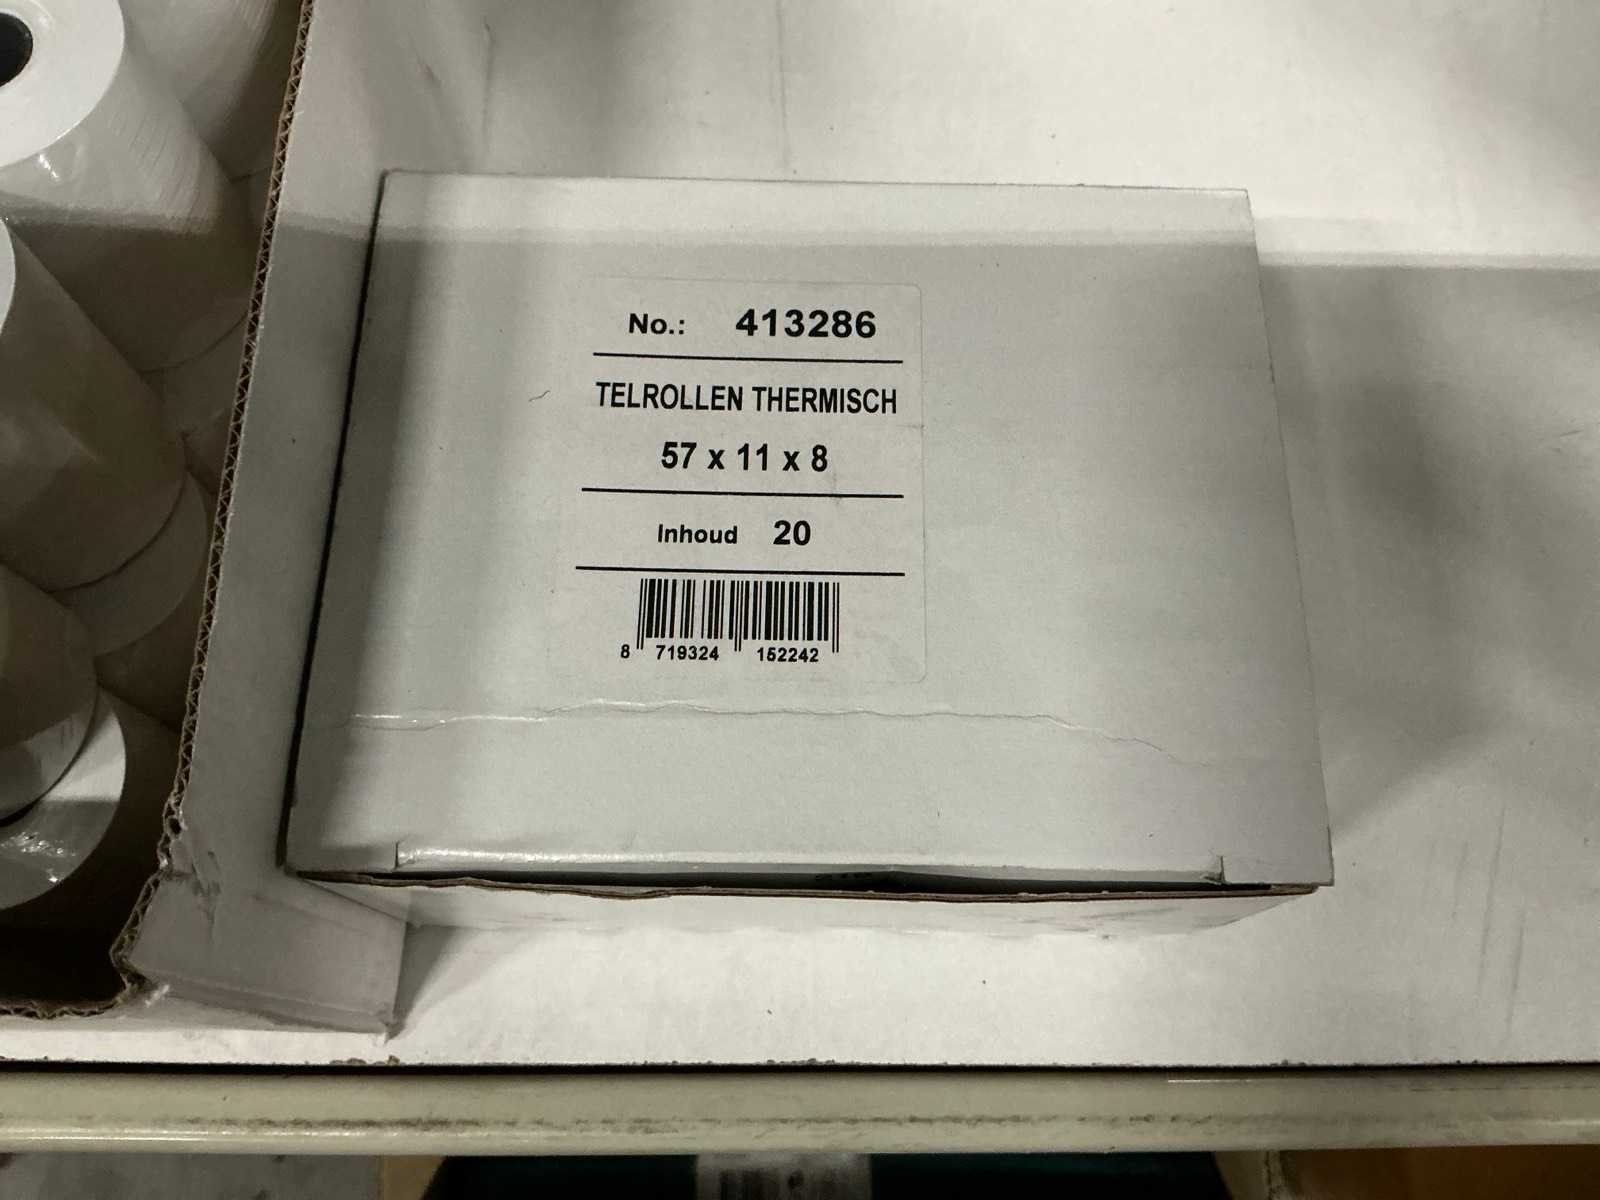 No.: 413286
TELROLLEN THERMISCH
57 x 11 x 8
Inhoud 20
8 719324 152242